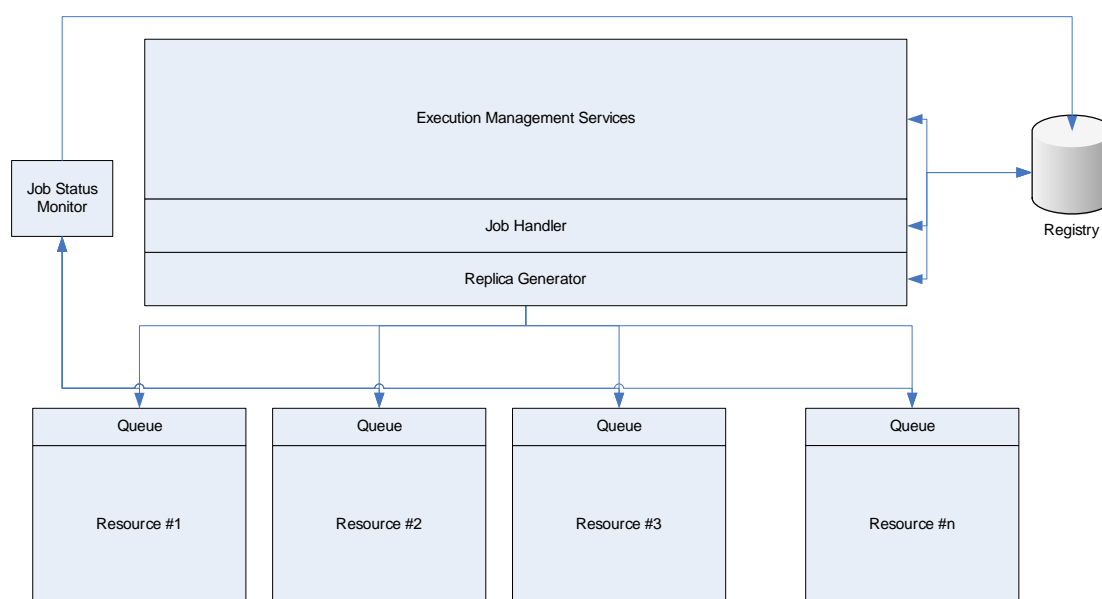 Execution Management Services
Job Status
Monitor
Job Handler
Registry
Replica Generator
Queue
Queue
Queue
Queue
Resource #1
Resource #2
Resource #3
Resource #n